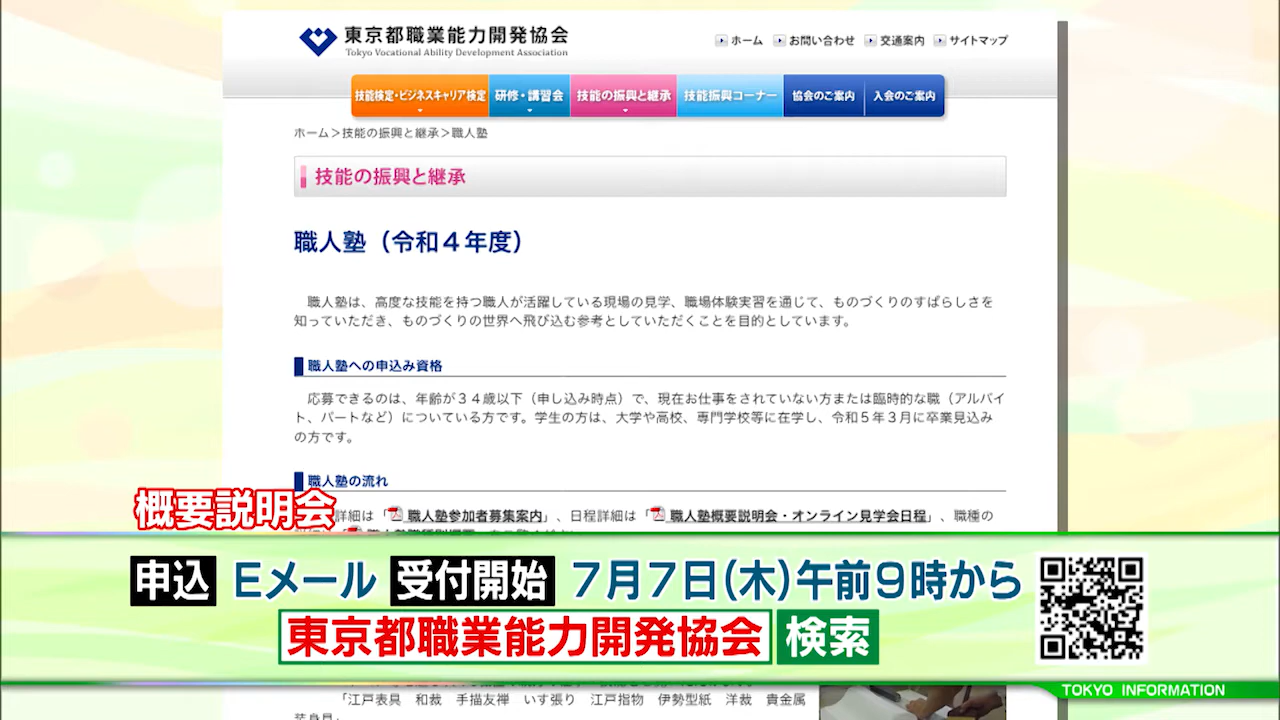 東京都職業能力開発協会
Tokyo Vocational Ability Development Association
ホーム お問い合わせ 交通案内 サイトマップ
技能検定・ビジネスキャリア検定 研修・講習会 技能の振興と継承 技能振興コーナー 協会のご案内 入会のご案内
ホーム＞技能の振興と継承＞職人塾
技能の振興と継承
職人塾（令和４年度）
職人塾は、高度な技能を持つ職人が活躍している現場の見学、職場体験実習を通じて、ものづくりのすばらしさを
知っていただき、ものづくりの世界へ飛び込む参考としていただくことを目的としています。
職人塾への申込み資格
応募できるのは、年齢が３４歳以下（申し込み時点）で、現在お仕事をされていない方または臨時的な職（アルバイ
ト、パートなど）についている方です。学生の方は、大学や高校、専門学校等に在学し、令和５年３月に卒業見込み
の方です。
職人塾の流れ
概要説明会
詳細は「職人塾参加者募集案内」、日程詳細は「職人塾概要説明会・オンライン見学会日程」、職種の
申込 Eメール 受付開始 7月7日(木)午前9時から
東京都職業能力開発協会 検索
TOKYO INFORMATION
「江戸表具　和裁　手描友禅　いす張り　江戸指物　伊勢型紙　洋裁　貴金属